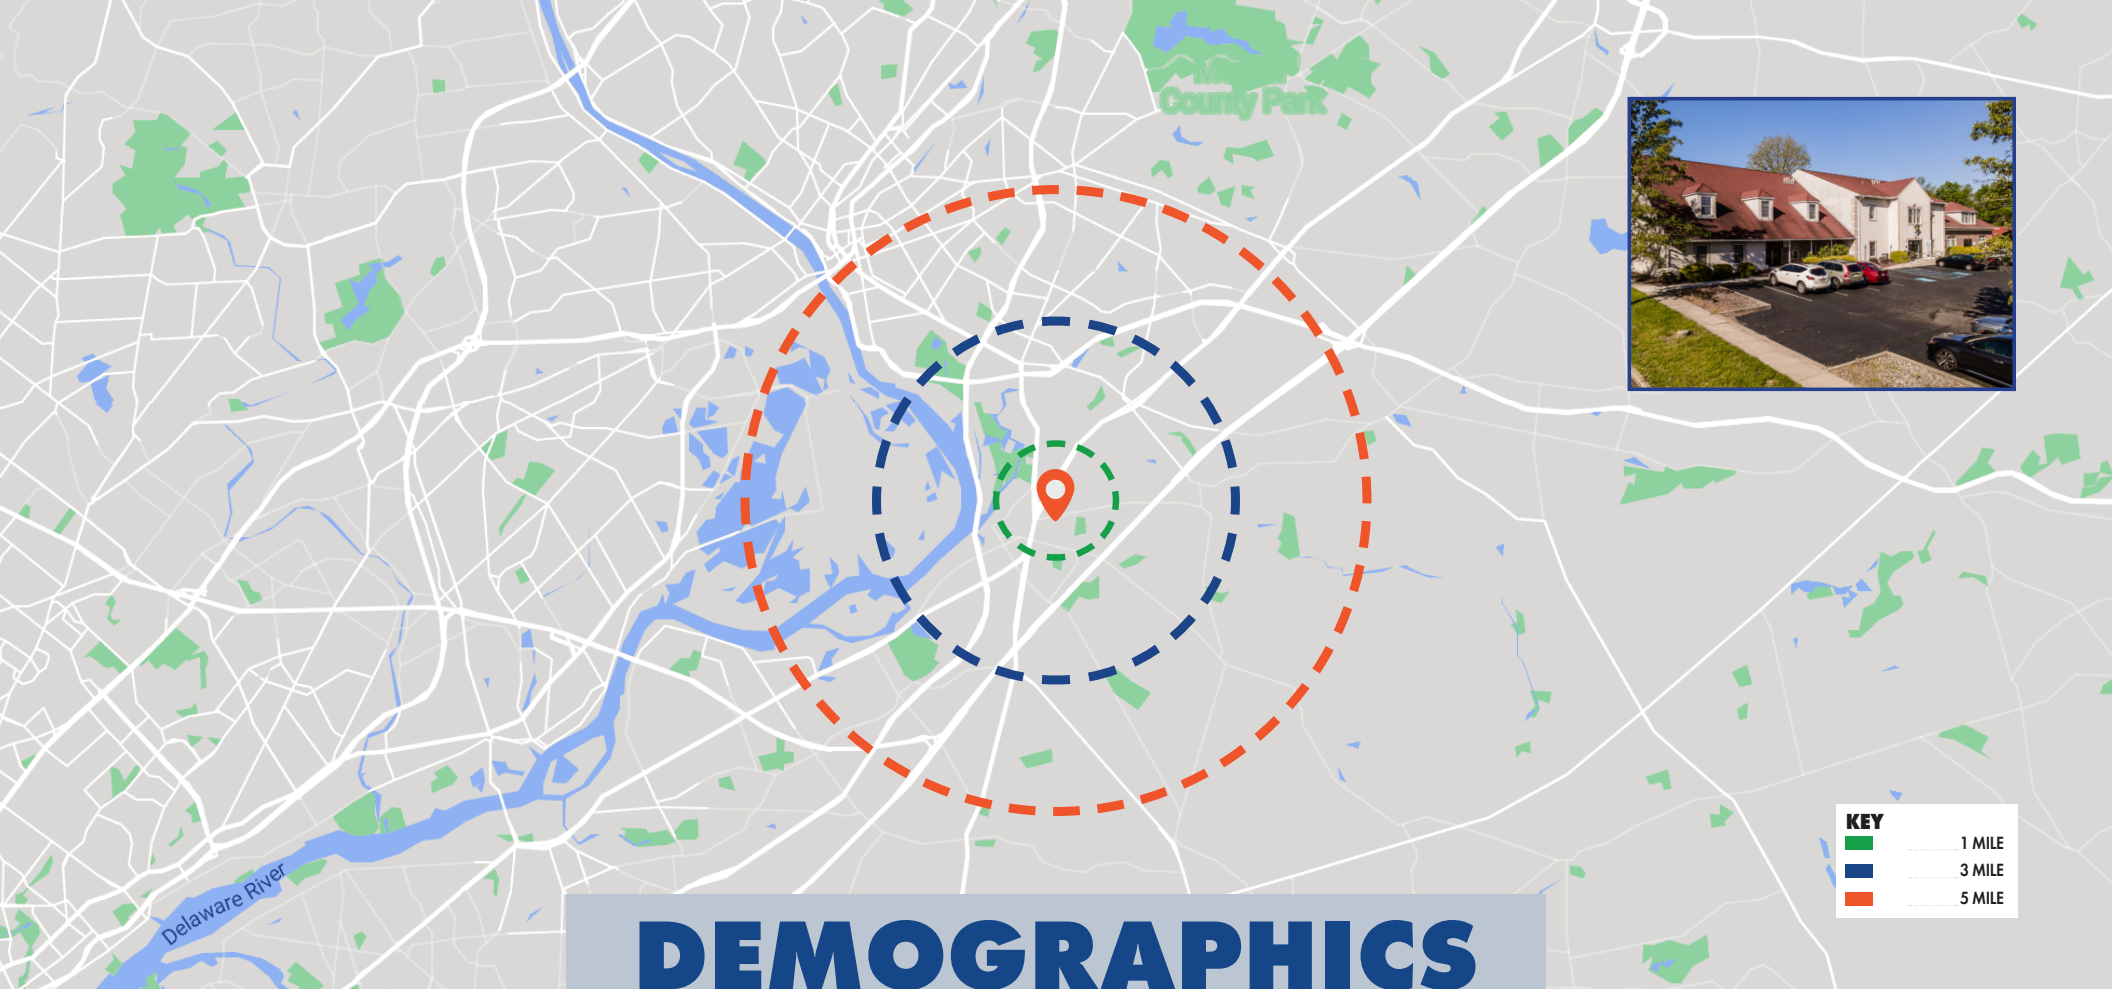 County Park
KEY
1 MILE
3 MILE
5 MILE
Delaware River
DEMOGRAPHICS